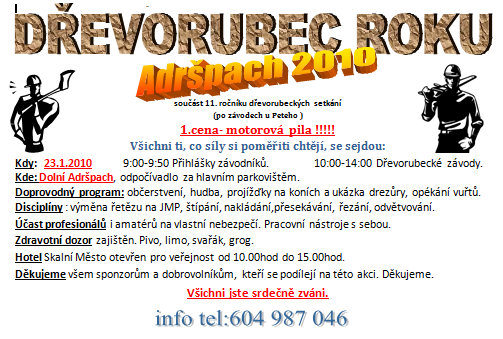 DŘEVORUBEC ROKU
Adršpach 2010
součást 11. ročníku dřevorubeckých setkání
(po závodech u Peteho )
1.cena- motorová pila !!!!!
Všichni ti, co síly si poměřiti chtějí, se sejdou:
Kdy: 23.1.2010 9:00-9:50 Přihlášky závodníků. 10:00-14:00 Dřevorubecké závody.
Kde: Dolní Adršpach, odpočívadlo za hlavním parkovištěm.
Doprovodný program: občerstvení, hudba, projížďky na koních a ukázka drezůry, opékání vuřtů.
Disciplíny : výměna řetězu na JMP, štípání, nakládání,přesekávání, řezání, odvětvování.
Účast profesionálů i amatérů na vlastní nebezpečí. Pracovní nástroje s sebou.
Zdravotní dozor zajištěn. Pivo, limo, svařák, grog.
Hotel Skalní Město otevřen pro veřejnost od 10.00hod do 15.00hod.
Děkujeme všem sponzorům a dobrovolníkům, kteří se podílejí na této akci. Děkujeme.
Všichni jste srdečně zváni.
info tel:604 987 046